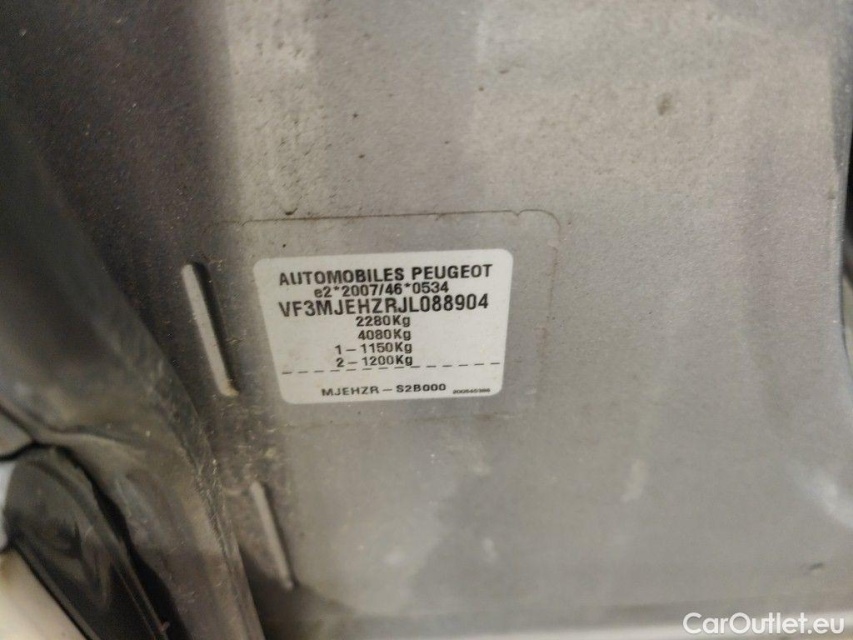 AUTOMOBILES PEUGEOT
e2*2007/46*0534
VF3MJEHZRJL088904
2280Kg
4080Kg
1-1150Kg
2-1200Kg
MJEHZR-S2B000
CarOutlet.eu